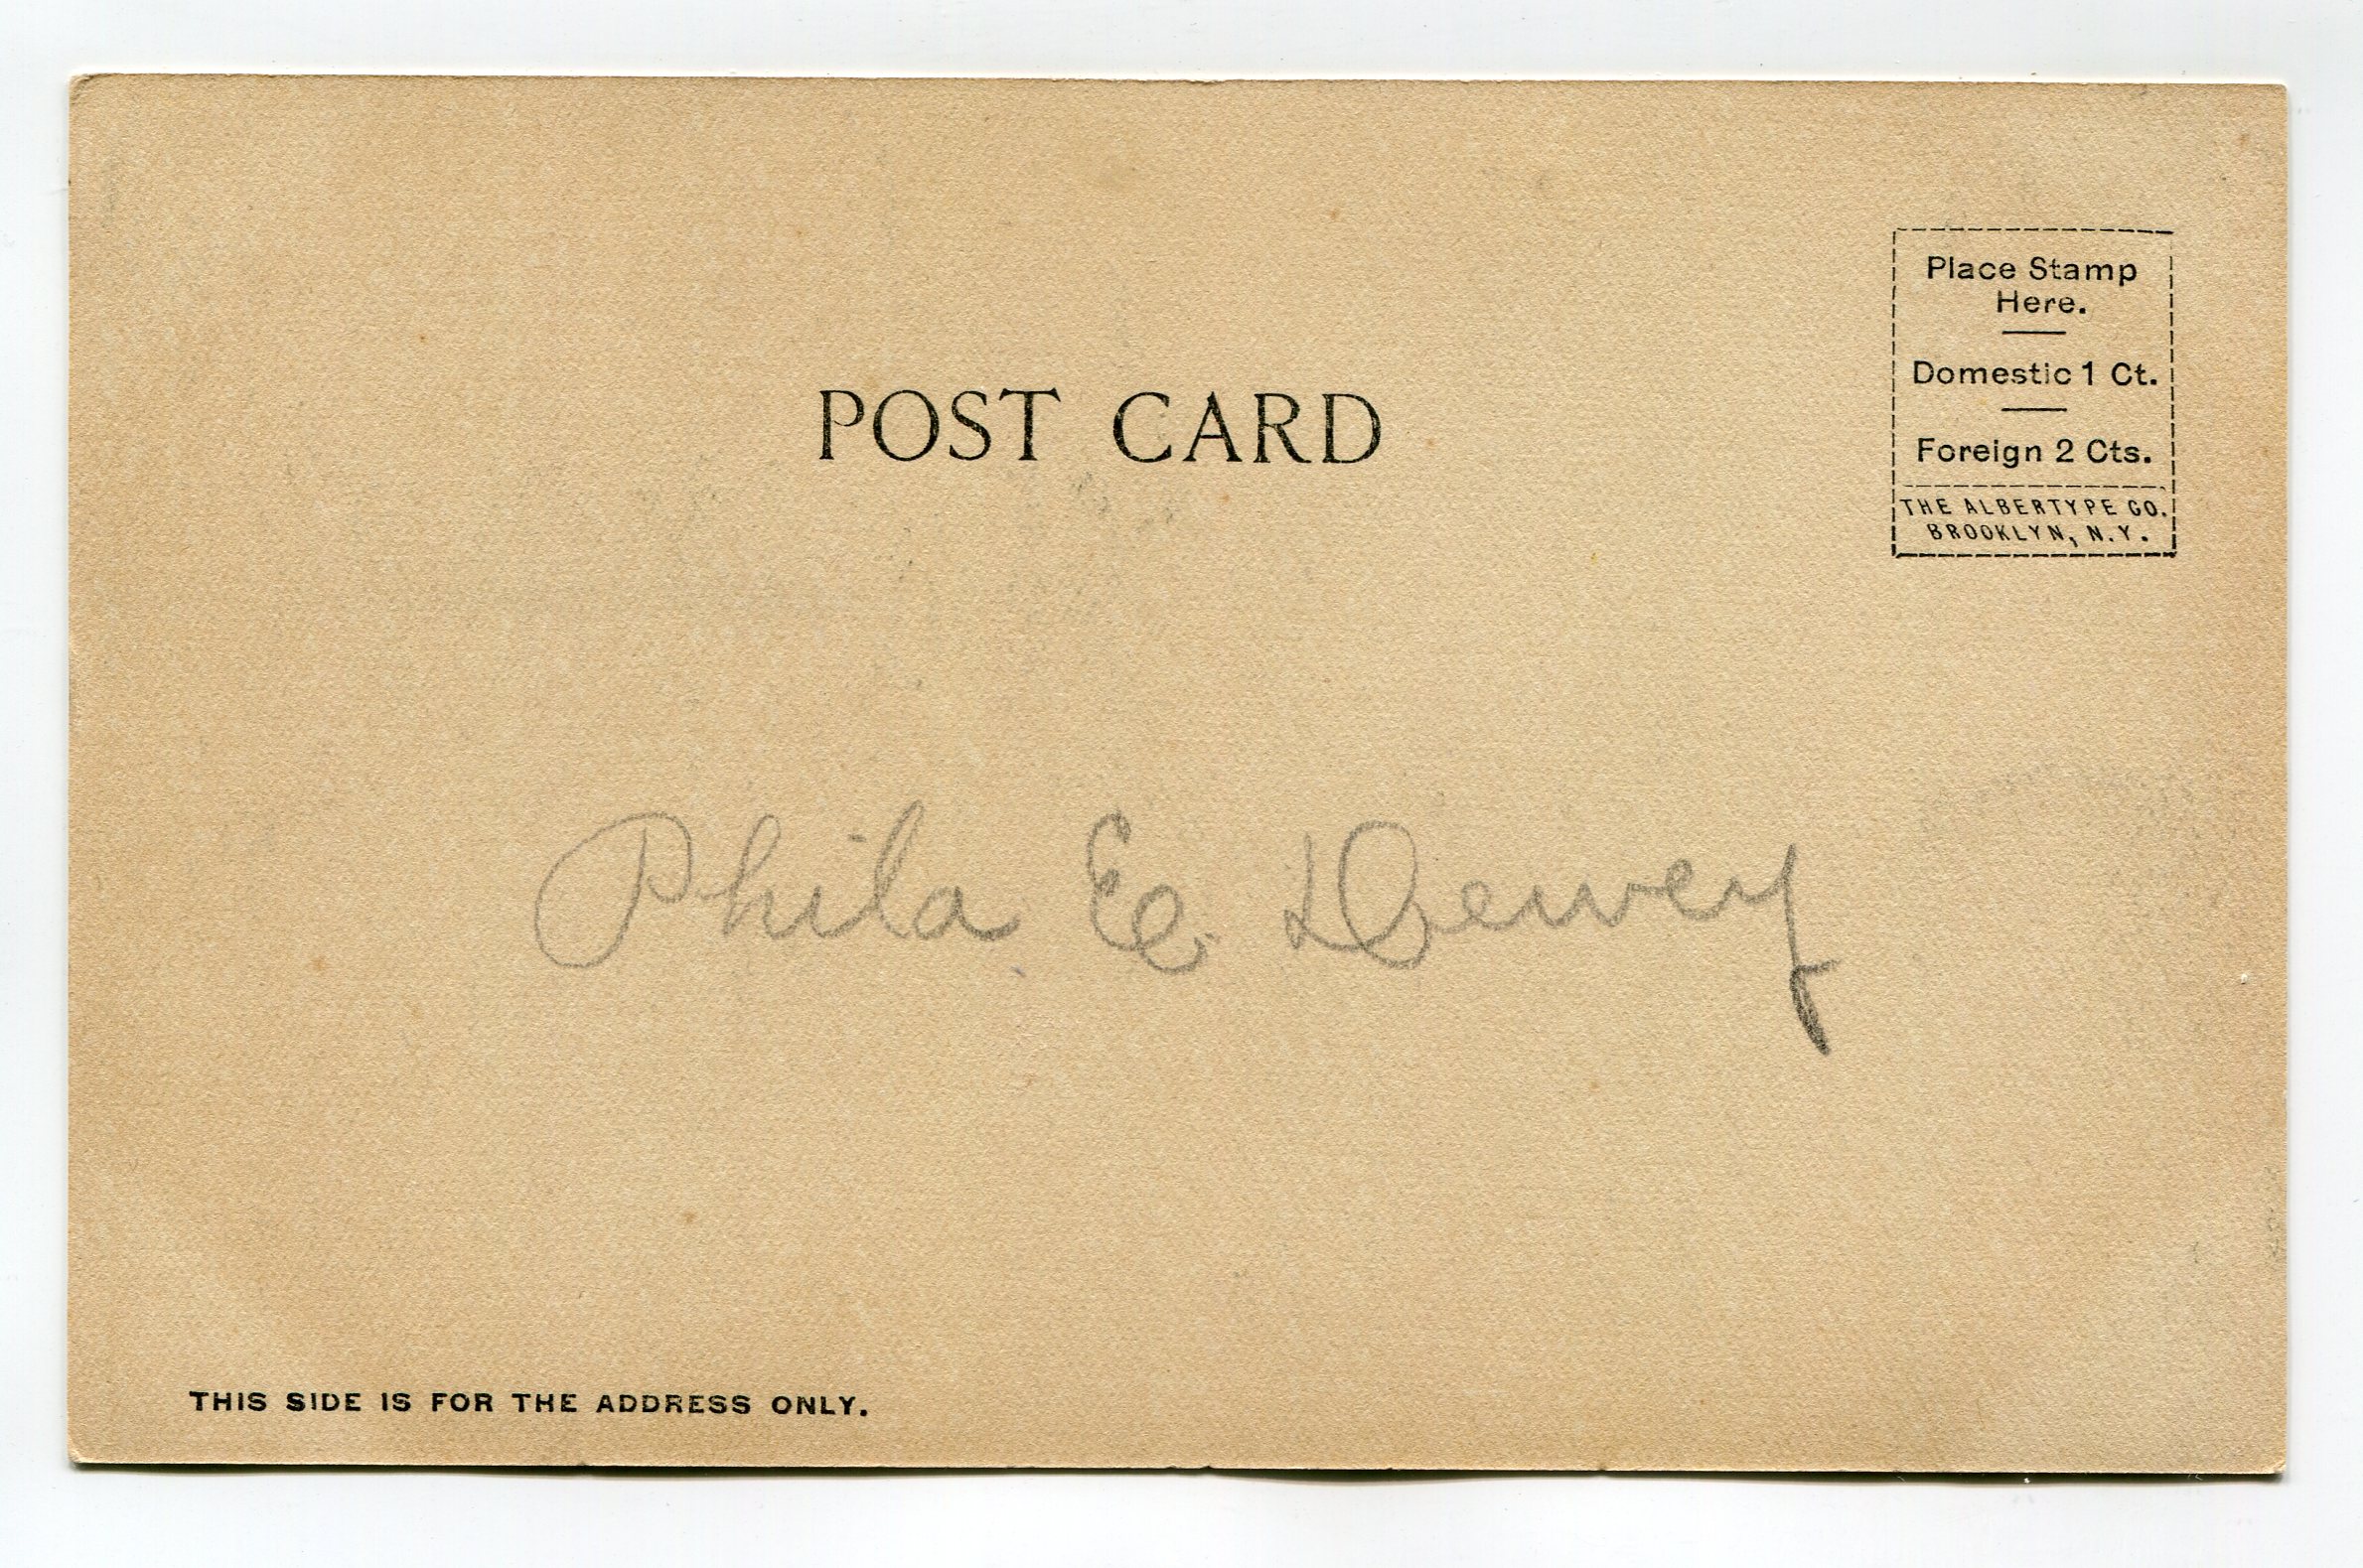 POST CARD
Place Stamp
Here.
Domestic 1 Ct.
Foreign 2 Cts.
THE ALBERTYPE CO.
BROOKLYN, N.Y.
Phila E. Dewey
THIS SIDE IS FOR THE ADDRESS ONLY.